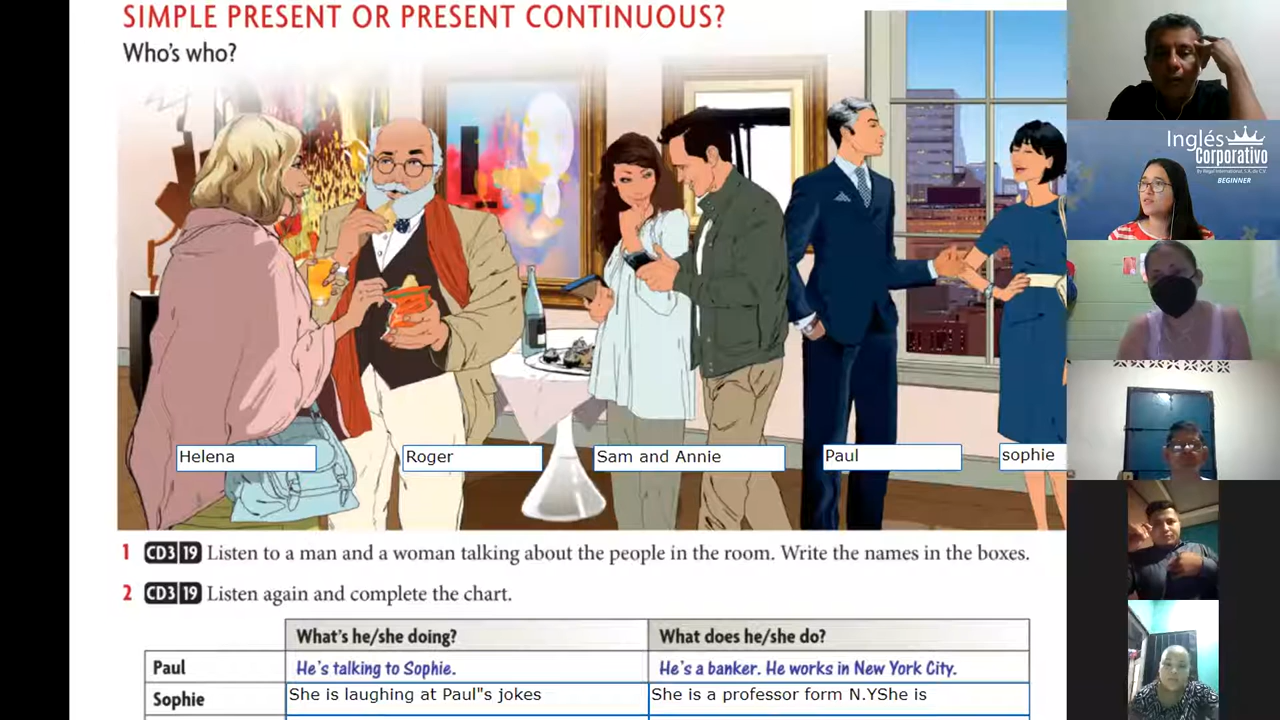 SIMPLE PRESENT OR PRESENT CONTINUOUS?
Who's who?
Inglés
Corporativo
BEGINNER
Helena
Roger
Sam and Annie
Paul
sophie
1 CD3 19 Listen to a man and a woman talking about the people in the room. Write the names in the boxes.
2 CD3 19 Listen again and complete the chart.
What's he/she doing? What does he/she do?
Paul He's talking to Sophie. He's a banker. He works in New York City.
Sophie She is laughing at Paul"s jokes She is a professor form N.YShe is